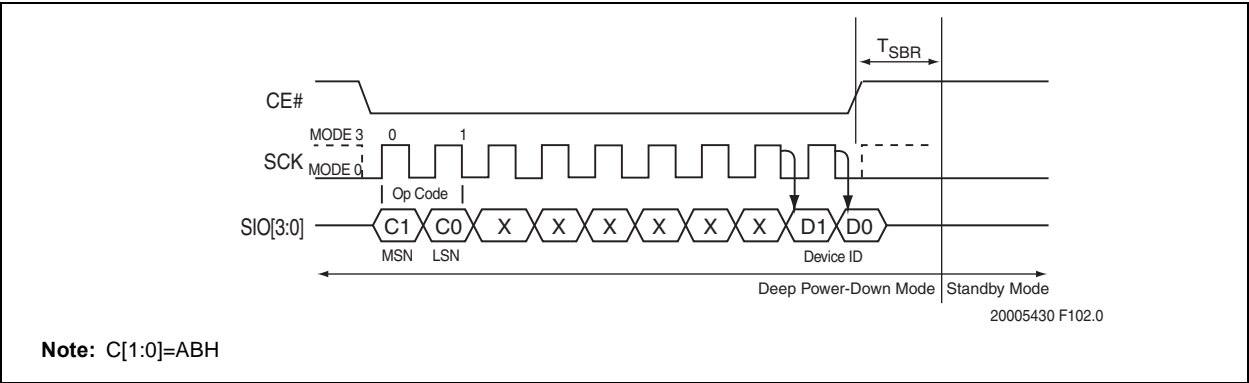 T_SBR
CE#
MODE 3 0 1
SCK
MODE 0
Op Code
SIO[3:0] C1 C0 X X X X X X D1 D0
MSN LSN Device ID
Deep Power-Down Mode Standby Mode
20005430 F102.0
Note: C[1:0]=ABH